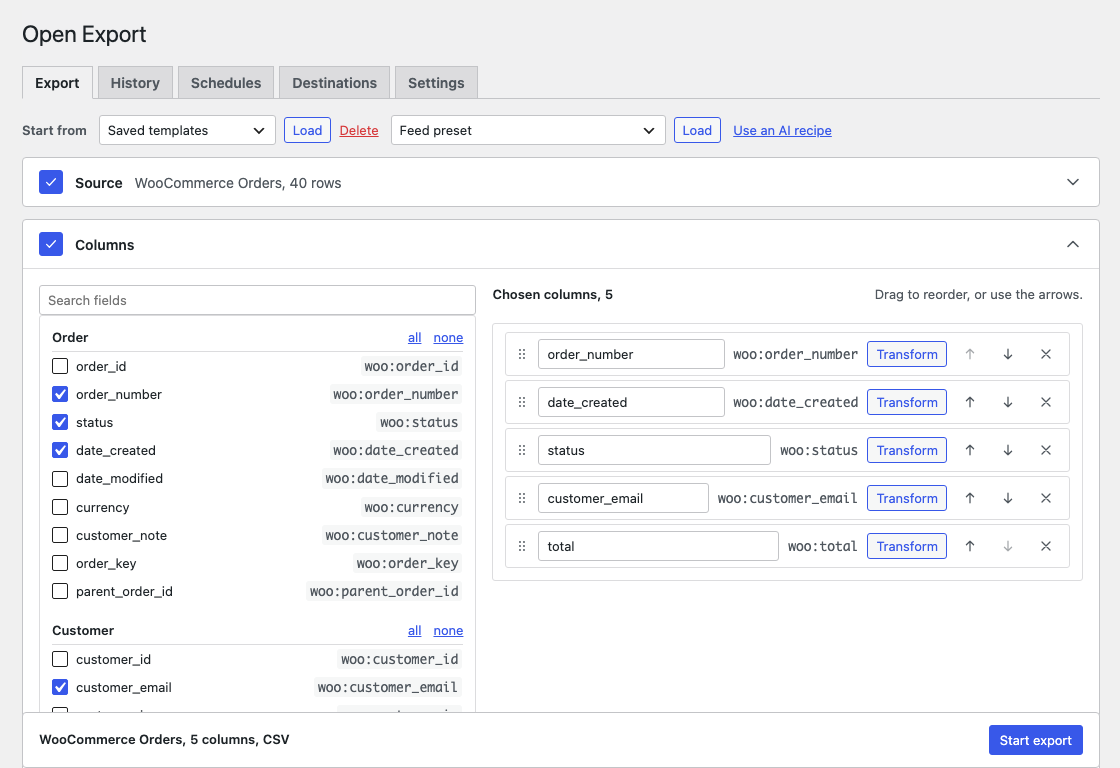 Open Export
Export History Schedules Destinations Settings
Start from Saved templates Load Delete Feed preset Load Use an AI recipe
Source WooCommerce Orders, 40 rows
Columns
Search fields
Order all none
order_id woo:order_id
order_number woo:order_number
status woo:status
date_created woo:date_created
date_modified woo:date_modified
currency woo:currency
customer_note woo:customer_note
order_key woo:order_key
parent_order_id woo:parent_order_id
Customer all none
customer_id woo:customer_id
customer_email woo:customer_email
Chosen columns, 5 Drag to reorder, or use the arrows.
order_number woo:order_number Transform
date_created woo:date_created Transform
status woo:status Transform
customer_email woo:customer_email Transform
total woo:total Transform
WooCommerce Orders, 5 columns, CSV Start export